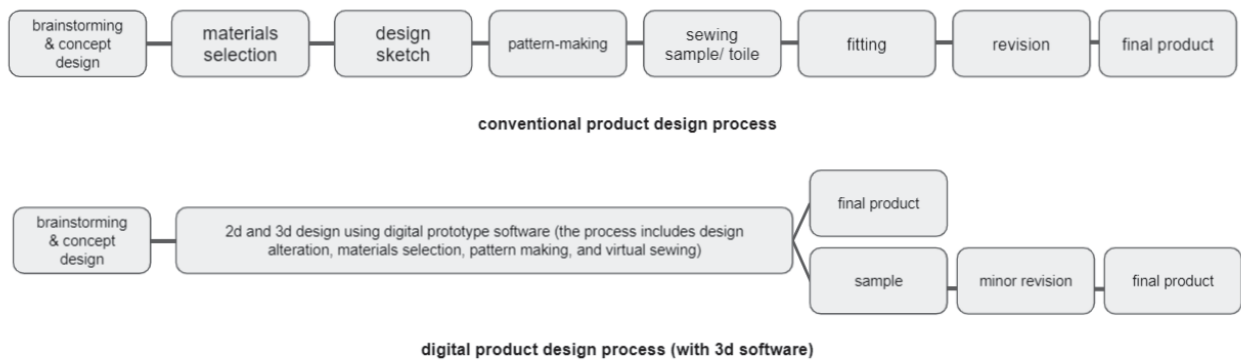 brainstorming
& concept
design
materials
selection
design
sketch
pattern-making
sewing
sample/ toile
fitting
revision
final product
conventional product design process
brainstorming
& concept
design
2d and 3d design using digital prototype software (the process includes design
alteration, materials selection, pattern making, and virtual sewing)
final product
sample
minor revision
final product
digital product design process (with 3d software)